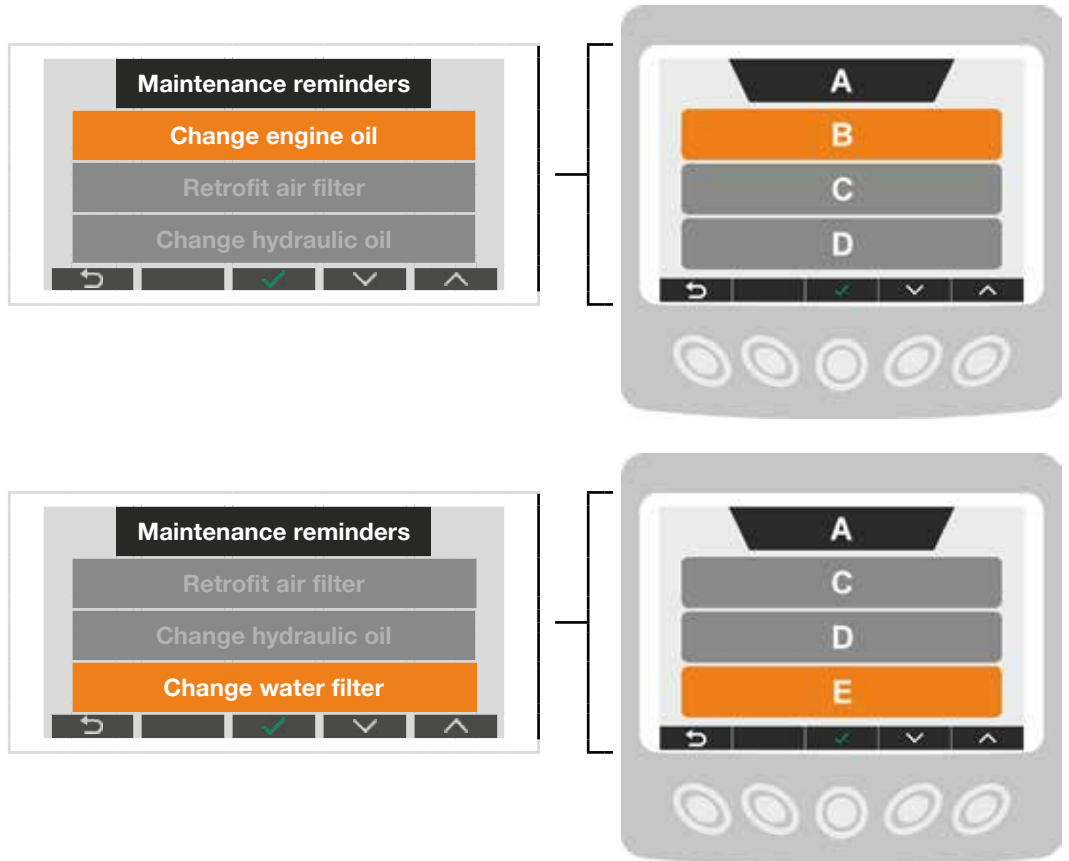 Maintenance reminders
Change engine oil
Retrofit air filter
Change hydraulic oil
A
B
C
D
Maintenance reminders
Retrofit air filter
Change hydraulic oil
Change water filter
A
C
D
E